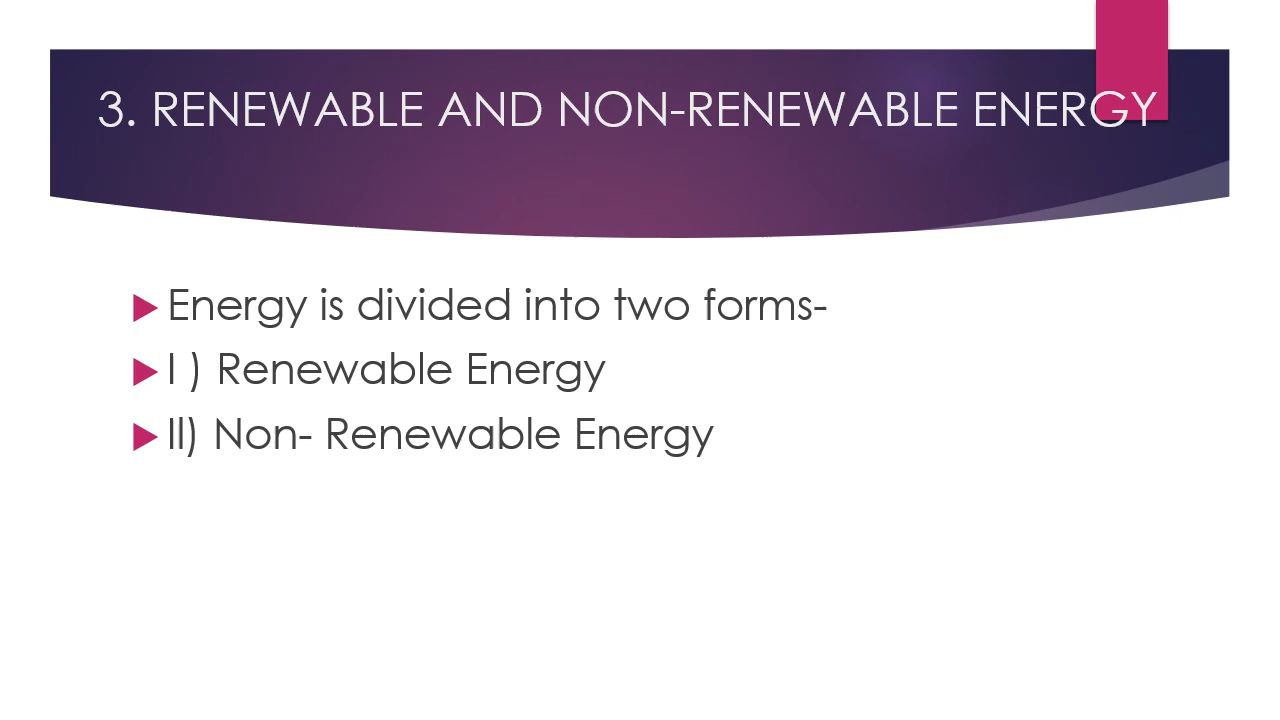 3. RENEWABLE AND NON-RENEWABLE ENERGY
Energy is divided into two forms-
I ) Renewable Energy
II) Non- Renewable Energy